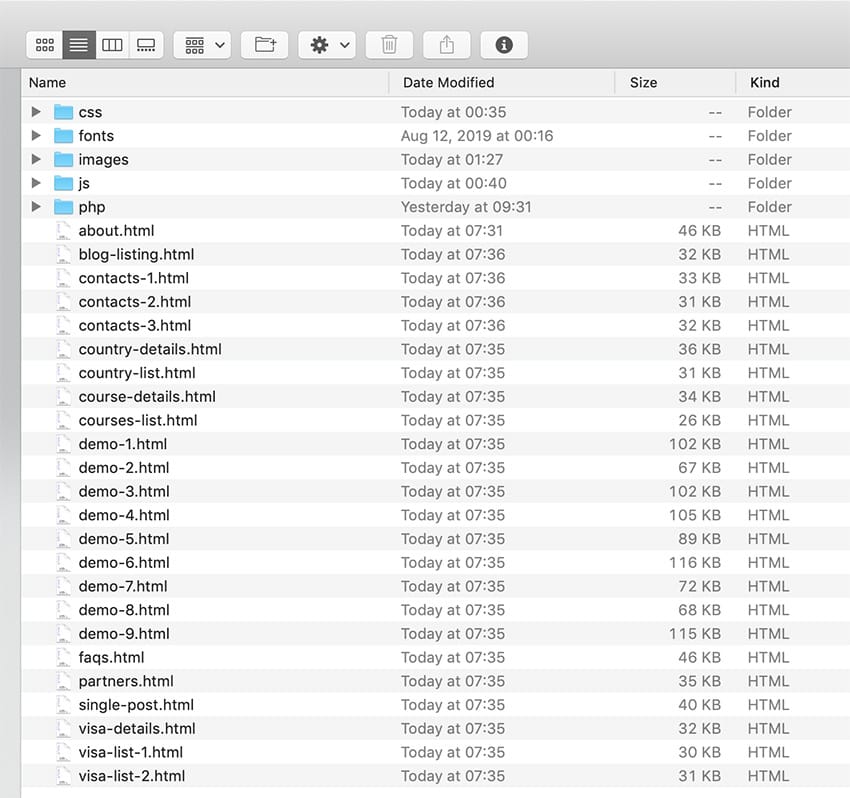 Name Date Modified Size Kind
css Today at 00:35 -- Folder
fonts Aug 12, 2019 at 00:16 -- Folder
images Today at 01:27 -- Folder
js Today at 00:40 -- Folder
php Yesterday at 09:31 -- Folder
about.html Today at 07:31 46 KB HTML
blog-listing.html Today at 07:36 32 KB HTML
contacts-1.html Today at 07:36 33 KB HTML
contacts-2.html Today at 07:36 31 KB HTML
contacts-3.html Today at 07:36 32 KB HTML
country-details.html Today at 07:35 36 KB HTML
country-list.html Today at 07:35 31 KB HTML
course-details.html Today at 07:35 34 KB HTML
courses-list.html Today at 07:35 26 KB HTML
demo-1.html Today at 07:35 102 KB HTML
demo-2.html Today at 07:35 67 KB HTML
demo-3.html Today at 07:35 102 KB HTML
demo-4.html Today at 07:35 105 KB HTML
demo-5.html Today at 07:35 89 KB HTML
demo-6.html Today at 07:35 116 KB HTML
demo-7.html Today at 07:35 72 KB HTML
demo-8.html Today at 07:35 68 KB HTML
demo-9.html Today at 07:35 115 KB HTML
faqs.html Today at 07:35 46 KB HTML
partners.html Today at 07:35 35 KB HTML
single-post.html Today at 07:35 40 KB HTML
visa-details.html Today at 07:35 32 KB HTML
visa-list-1.html Today at 07:35 30 KB HTML
visa-list-2.html Today at 07:35 31 KB HTML